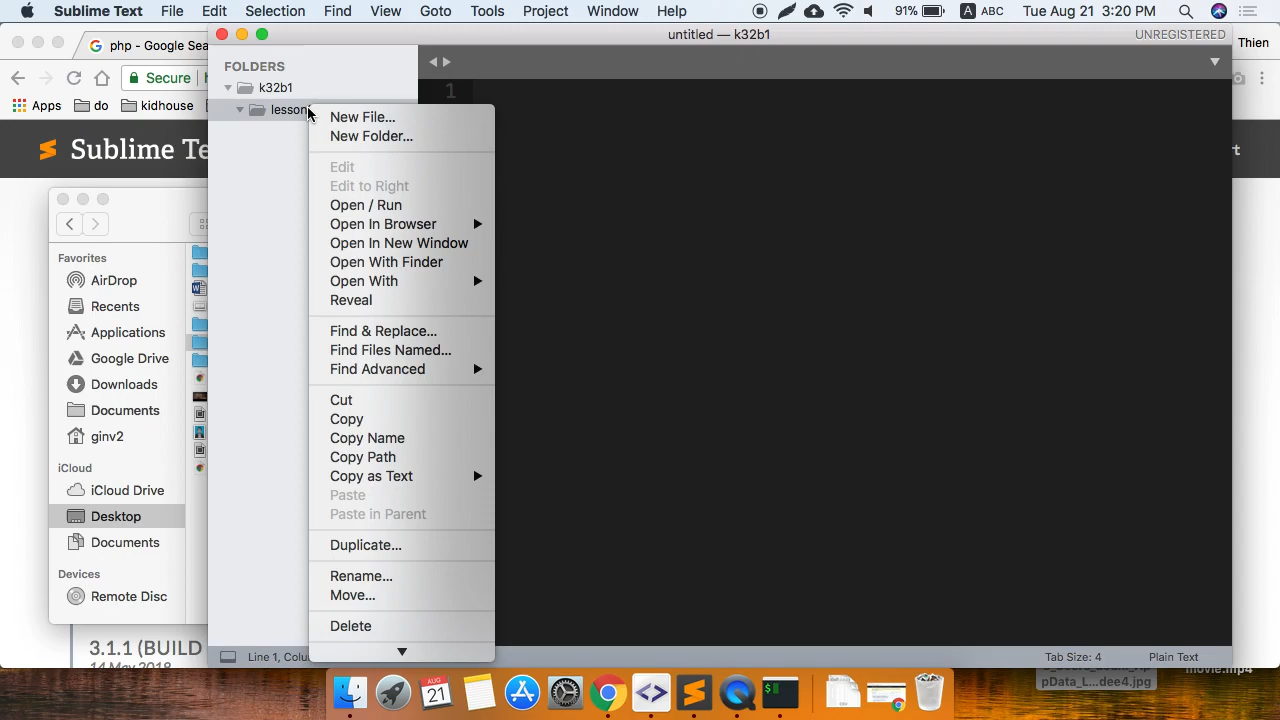 Sublime Text File Edit Selection Find View Goto Tools Project Window Help 91% A ABC Tue Aug 21 3:20 PM
php - Google Sea
untitled — k32b1
UNREGISTERED
Thien
Secure
Apps do kidhouse
Sublime Te
FOLDERS
k32b1
lesson
1
New File...
New Folder...
Edit
Edit to Right
Open / Run
Open In Browser
Open In New Window
Open With Finder
Open With
Reveal
Find & Replace...
Find Files Named...
Find Advanced
Cut
Copy
Copy Name
Copy Path
Copy as Text
Paste
Paste in Parent
Duplicate...
Rename...
Move...
Delete
Favorites
AirDrop
Recents
Applications
Google Drive
Downloads
Documents
ginv2
iCloud
iCloud Drive
Desktop
Documents
Devices
Remote Disc
3.1.1 (BUILD
14 May 2018
Line 1, Colu
Tab Size: 4
Plain Text
pData_L...dee4.jpg
movie.mp4
AUG
21